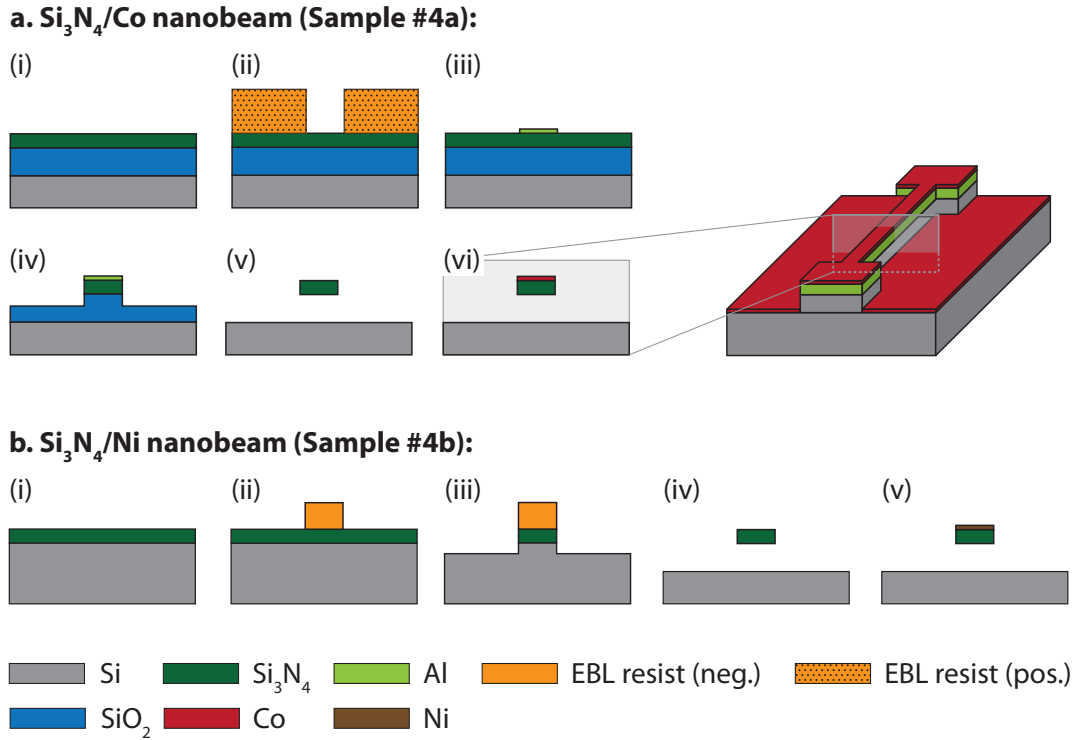 a. Si₃N₄/Co nanobeam (Sample #4a):
(i) (ii) (iii)
(iv) (v) (vi)
b. Si₃N₄/Ni nanobeam (Sample #4b):
(i) (ii) (iii) (iv) (v)
Si Si₃N₄ Al EBL resist (neg.) EBL resist (pos.)
SiO₂ Co Ni